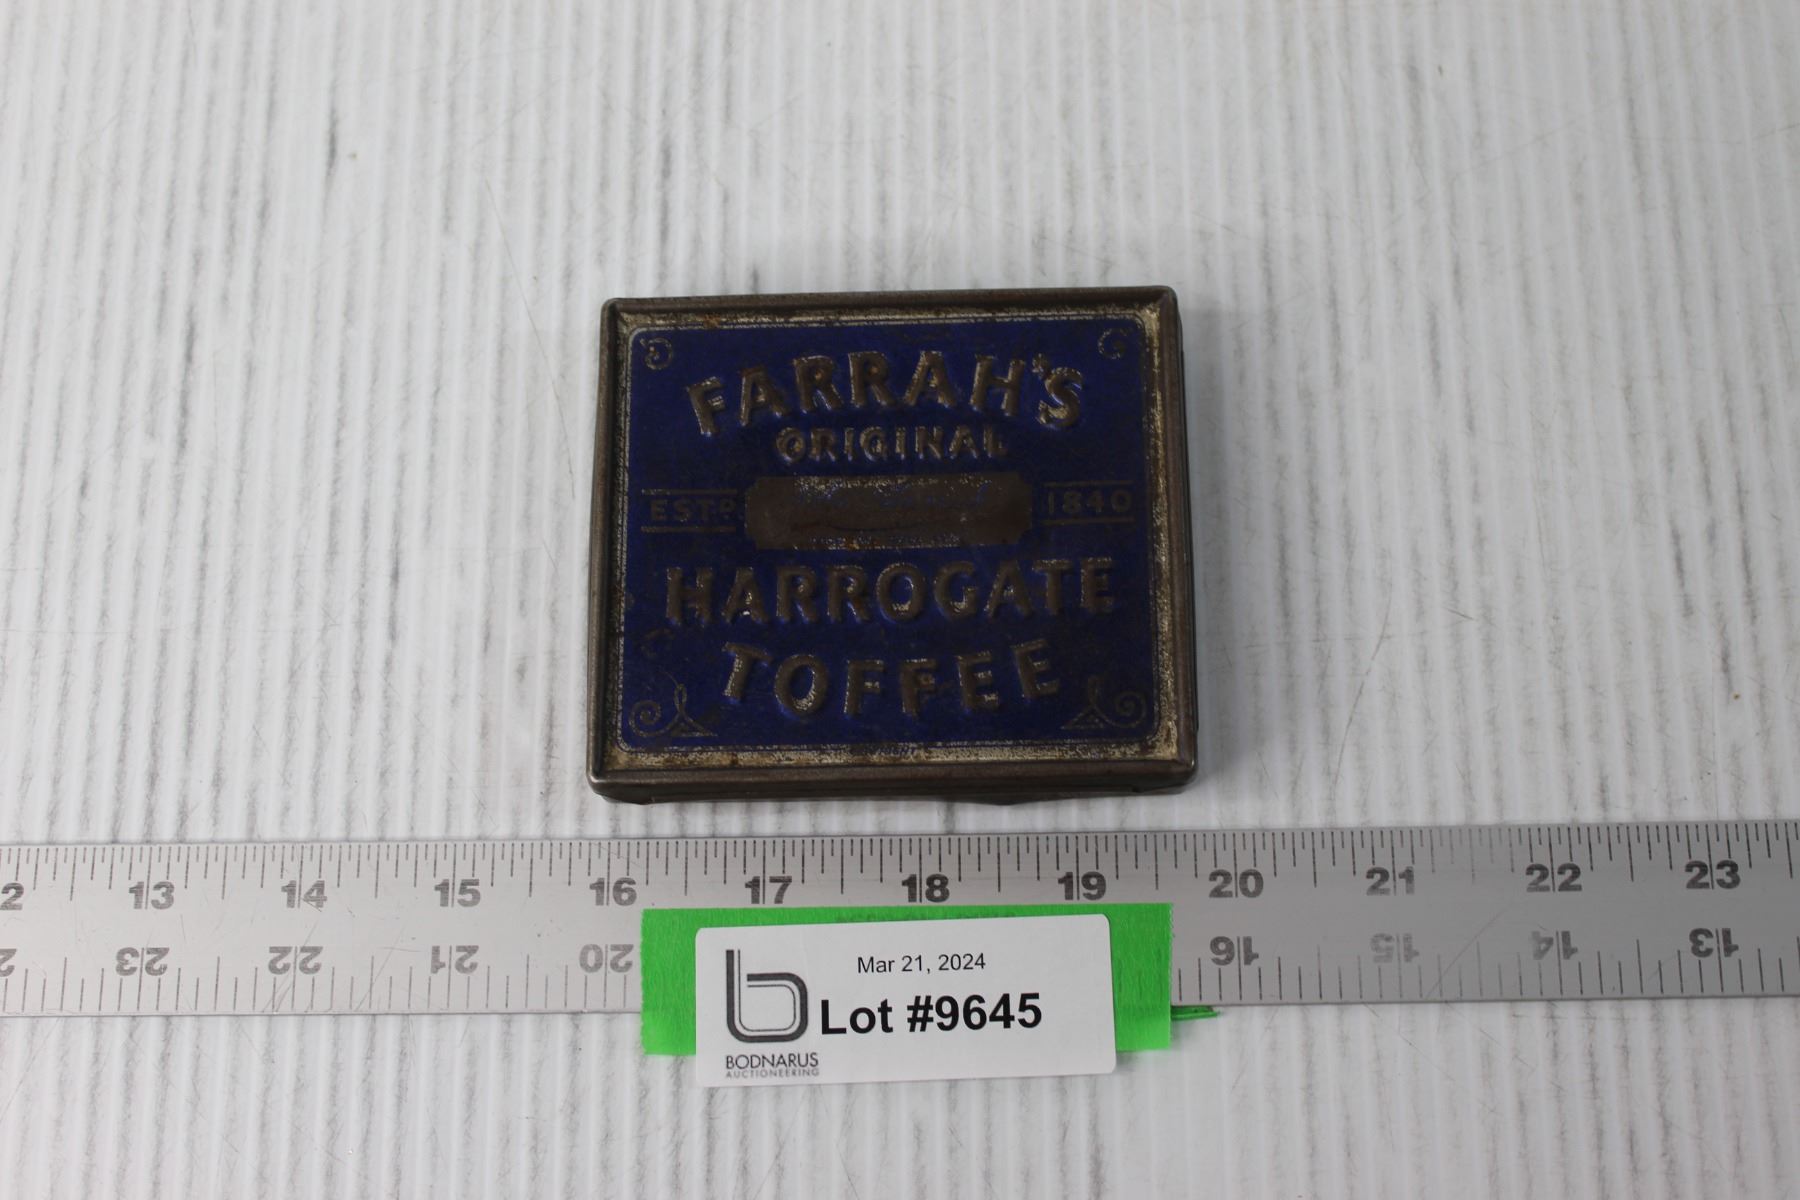 FARRAH'S
ORIGINAL
ESTD. 1840
HARROGATE
TOFFEE
13 14 15 16 17 18 19 20 21 22 23
23 22 21 20 16 15 14 13
Mar 21, 2024
Lot #9645
BODNARUS
AUCTIONEERING